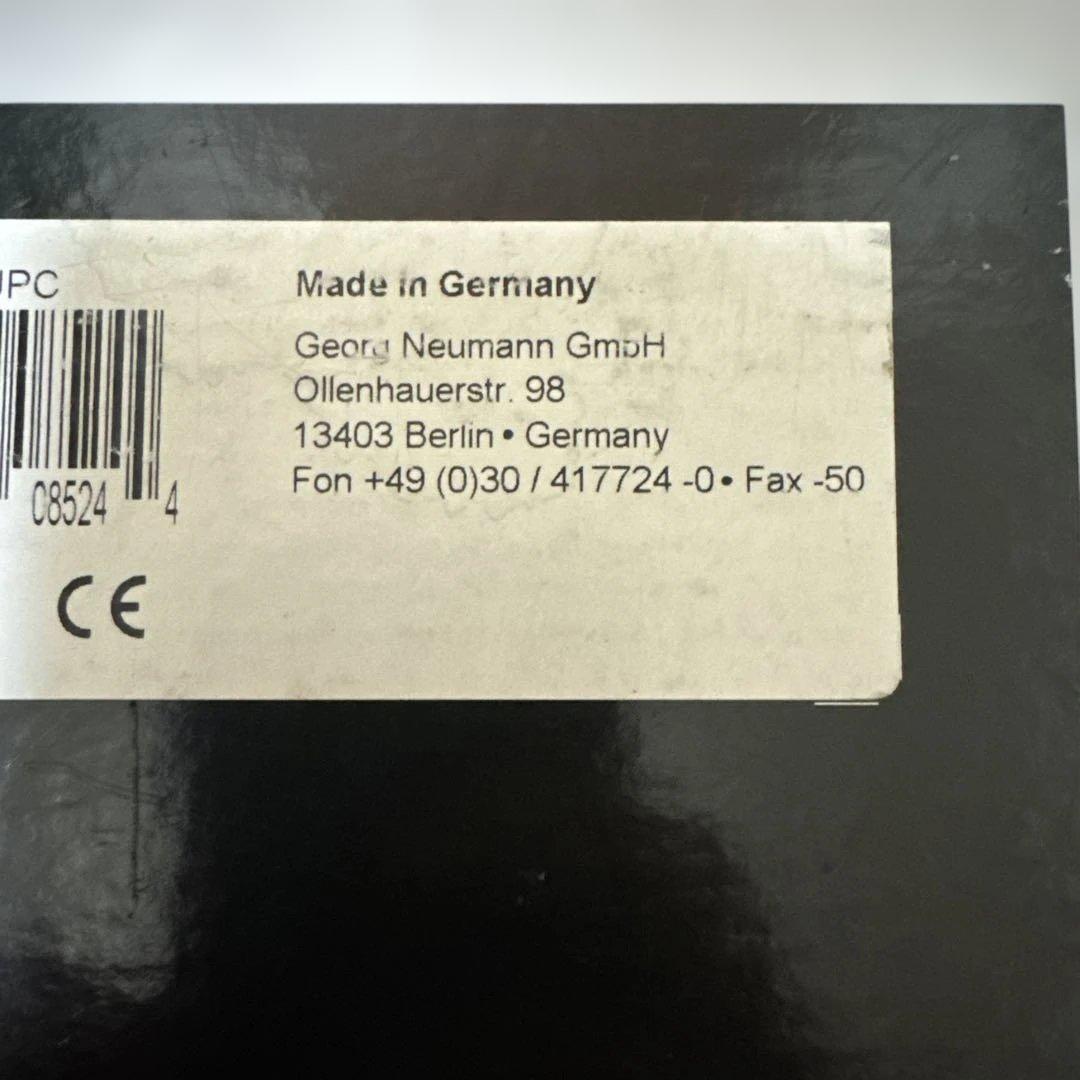 UPC
08524 4
CE
Made in Germany
Georg Neumann GmbH
Ollenhauerstr. 98
13403 Berlin • Germany
Fon +49 (0)30 / 417724 -0 • Fax -50